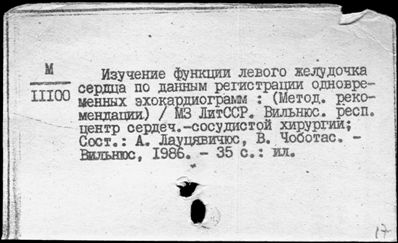 М
11100
Изучение функции левого желудочка
сердца по данным регистрации одновре-
менных эхокардиограмм : (Метод. реко-
мендации) / МЗ ЛитССР. Вильнюс. респ.
центр сердеч.-сосудистой хирургии;
Сост.: А. Лауцявичюс, В. Чоботас. -
Вильнюс, 1986. - 35 с.: ил.
17